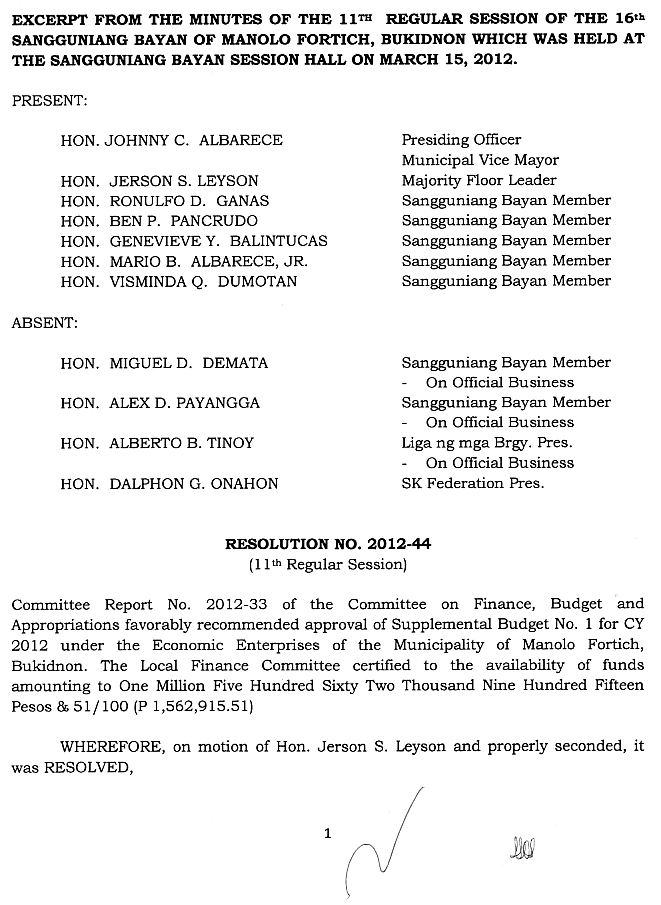 EXCERPT FROM THE MINUTES OF THE 11TH REGULAR SESSION OF THE 16th
SANGGUNIANG BAYAN OF MANOLO FORTICH, BUKIDNON WHICH WAS HELD AT
THE SANGGUNIANG BAYAN SESSION HALL ON MARCH 15, 2012.
PRESENT:
HON. JOHNNY C. ALBARECE Presiding Officer
Municipal Vice Mayor
HON. JERSON S. LEYSON Majority Floor Leader
HON. RONULFO D. GANAS Sangguniang Bayan Member
HON. BEN P. PANCRUDO Sangguniang Bayan Member
HON. GENEVIEVE Y. BALINTUCAS Sangguniang Bayan Member
HON. MARIO B. ALBARECE, JR. Sangguniang Bayan Member
HON. VISMINDA Q. DUMOTAN Sangguniang Bayan Member
ABSENT:
HON. MIGUEL D. DEMATA Sangguniang Bayan Member
- On Official Business
HON. ALEX D. PAYANGGA Sangguniang Bayan Member
- On Official Business
HON. ALBERTO B. TINOY Liga ng mga Brgy. Pres.
- On Official Business
HON. DALPHON G. ONAHON SK Federation Pres.
RESOLUTION NO. 2012-44
(11th Regular Session)
Committee Report No. 2012-33 of the Committee on Finance, Budget and
Appropriations favorably recommended approval of Supplemental Budget No. 1 for CY
2012 under the Economic Enterprises of the Municipality of Manolo Fortich,
Bukidnon. The Local Finance Committee certified to the availability of funds
amounting to One Million Five Hundred Sixty Two Thousand Nine Hundred Fifteen
Pesos & 51/100 (P 1,562,915.51)
WHEREFORE, on motion of Hon. Jerson S. Leyson and properly seconded, it
was RESOLVED,
1